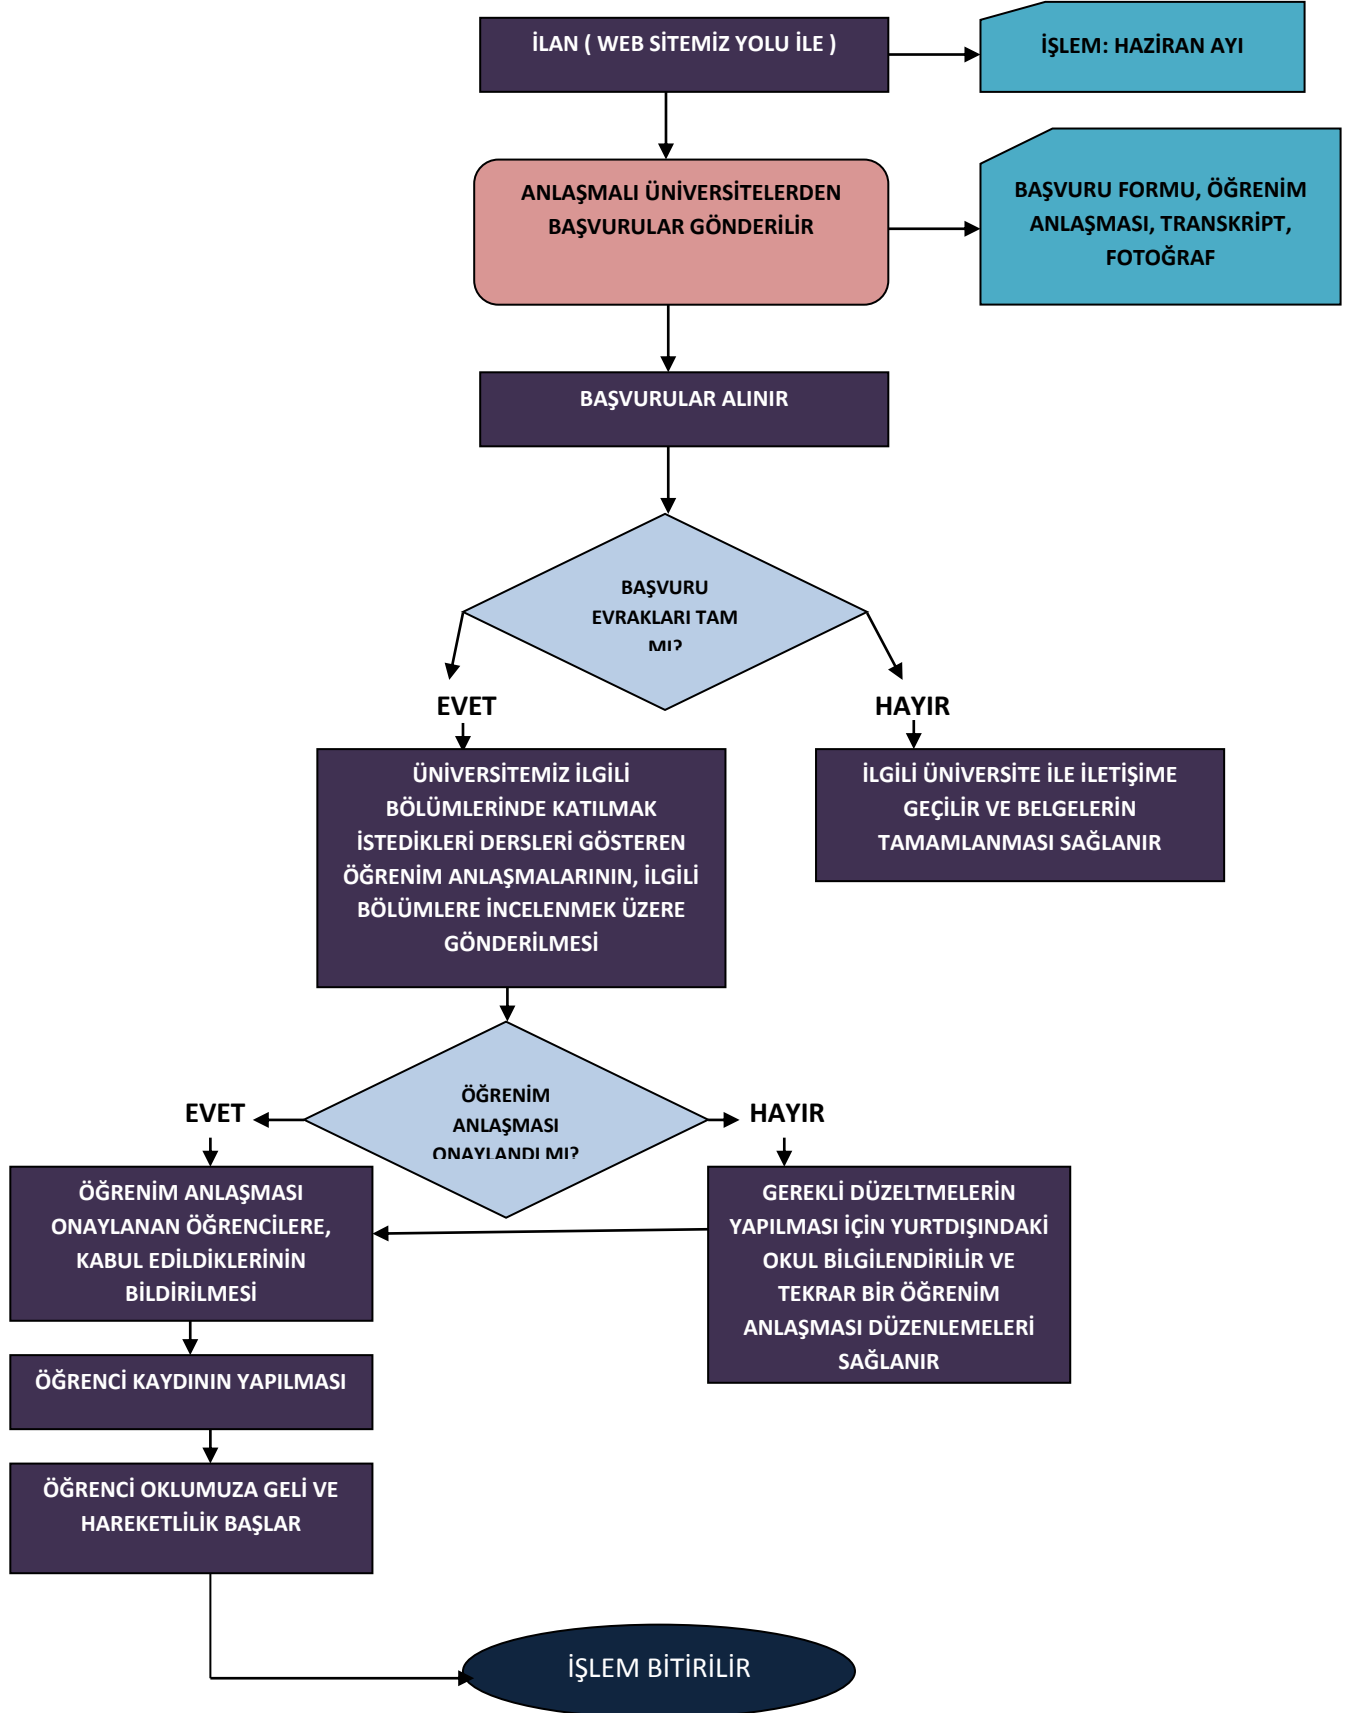 İLAN ( WEB SİTEMİZ YOLU İLE )
İŞLEM: HAZİRAN AYI
ANLAŞMALI ÜNİVERSİTELERDEN
BAŞVURULAR GÖNDERİLİR
BAŞVURU FORMU, ÖĞRENİM
ANLAŞMASI, TRANSKRİPT,
FOTOĞRAF
BAŞVURULAR ALINIR
BAŞVURU
EVRAKLARI TAM
MI?
EVET
HAYIR
ÜNİVERSİTEMİZ İLGİLİ
BÖLÜMLERİNDE KATILMAK
İSTEDİKLERİ DERSLERİ GÖSTEREN
ÖĞRENİM ANLAŞMALARININ, İLGİLİ
BÖLÜMLERE İNCELENMEK ÜZERE
GÖNDERİLMESİ
İLGİLİ ÜNİVERSİTE İLE İLETİŞİME
GEÇİLİR VE BELGELERİN
TAMAMLANMASI SAĞLANIR
ÖĞRENİM
ANLAŞMASI
ONAYLANDI MI?
EVET
HAYIR
ÖĞRENİM ANLAŞMASI
ONAYLANAN ÖĞRENCİLERE,
KABUL EDİLDİKLERİNİN
BİLDİRİLMESİ
GEREKLİ DÜZELTMELERİN
YAPILMASI İÇİN YURTDIŞINDAKİ
OKUL BİLGİLENDİRİLİR VE
TEKRAR BİR ÖĞRENİM
ANLAŞMASI DÜZENLEMELERİ
SAĞLANIR
ÖĞRENCİ KAYDININ YAPILMASI
ÖĞRENCİ OKLUMUZA GELİ VE
HAREKETLİLİK BAŞLAR
İŞLEM BİTİRİLİR